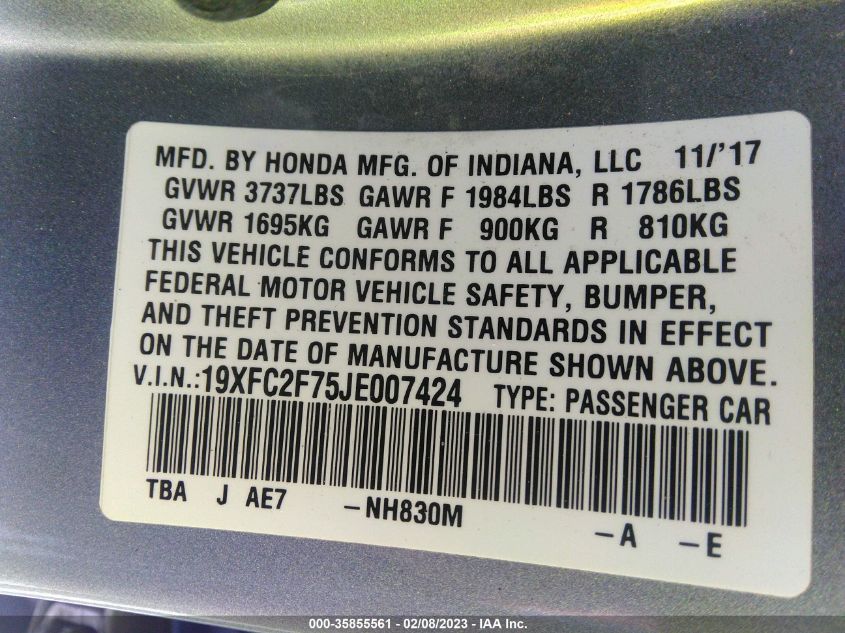 MFD. BY HONDA MFG. OF INDIANA, LLC 11/'17
GVWR 3737LBS GAWR F 1984LBS R 1786LBS
GVWR 1695KG GAWR F 900KG R 810KG
THIS VEHICLE CONFORMS TO ALL APPLICABLE
FEDERAL MOTOR VEHICLE SAFETY, BUMPER,
AND THEFT PREVENTION STANDARDS IN EFFECT
ON THE DATE OF MANUFACTURE SHOWN ABOVE.
V.I.N.:19XFC2F75JE007424 TYPE: PASSENGER CAR
TBA J AE7 -NH830M -A -E
000-35855561 - 02/08/2023 - IAA Inc.